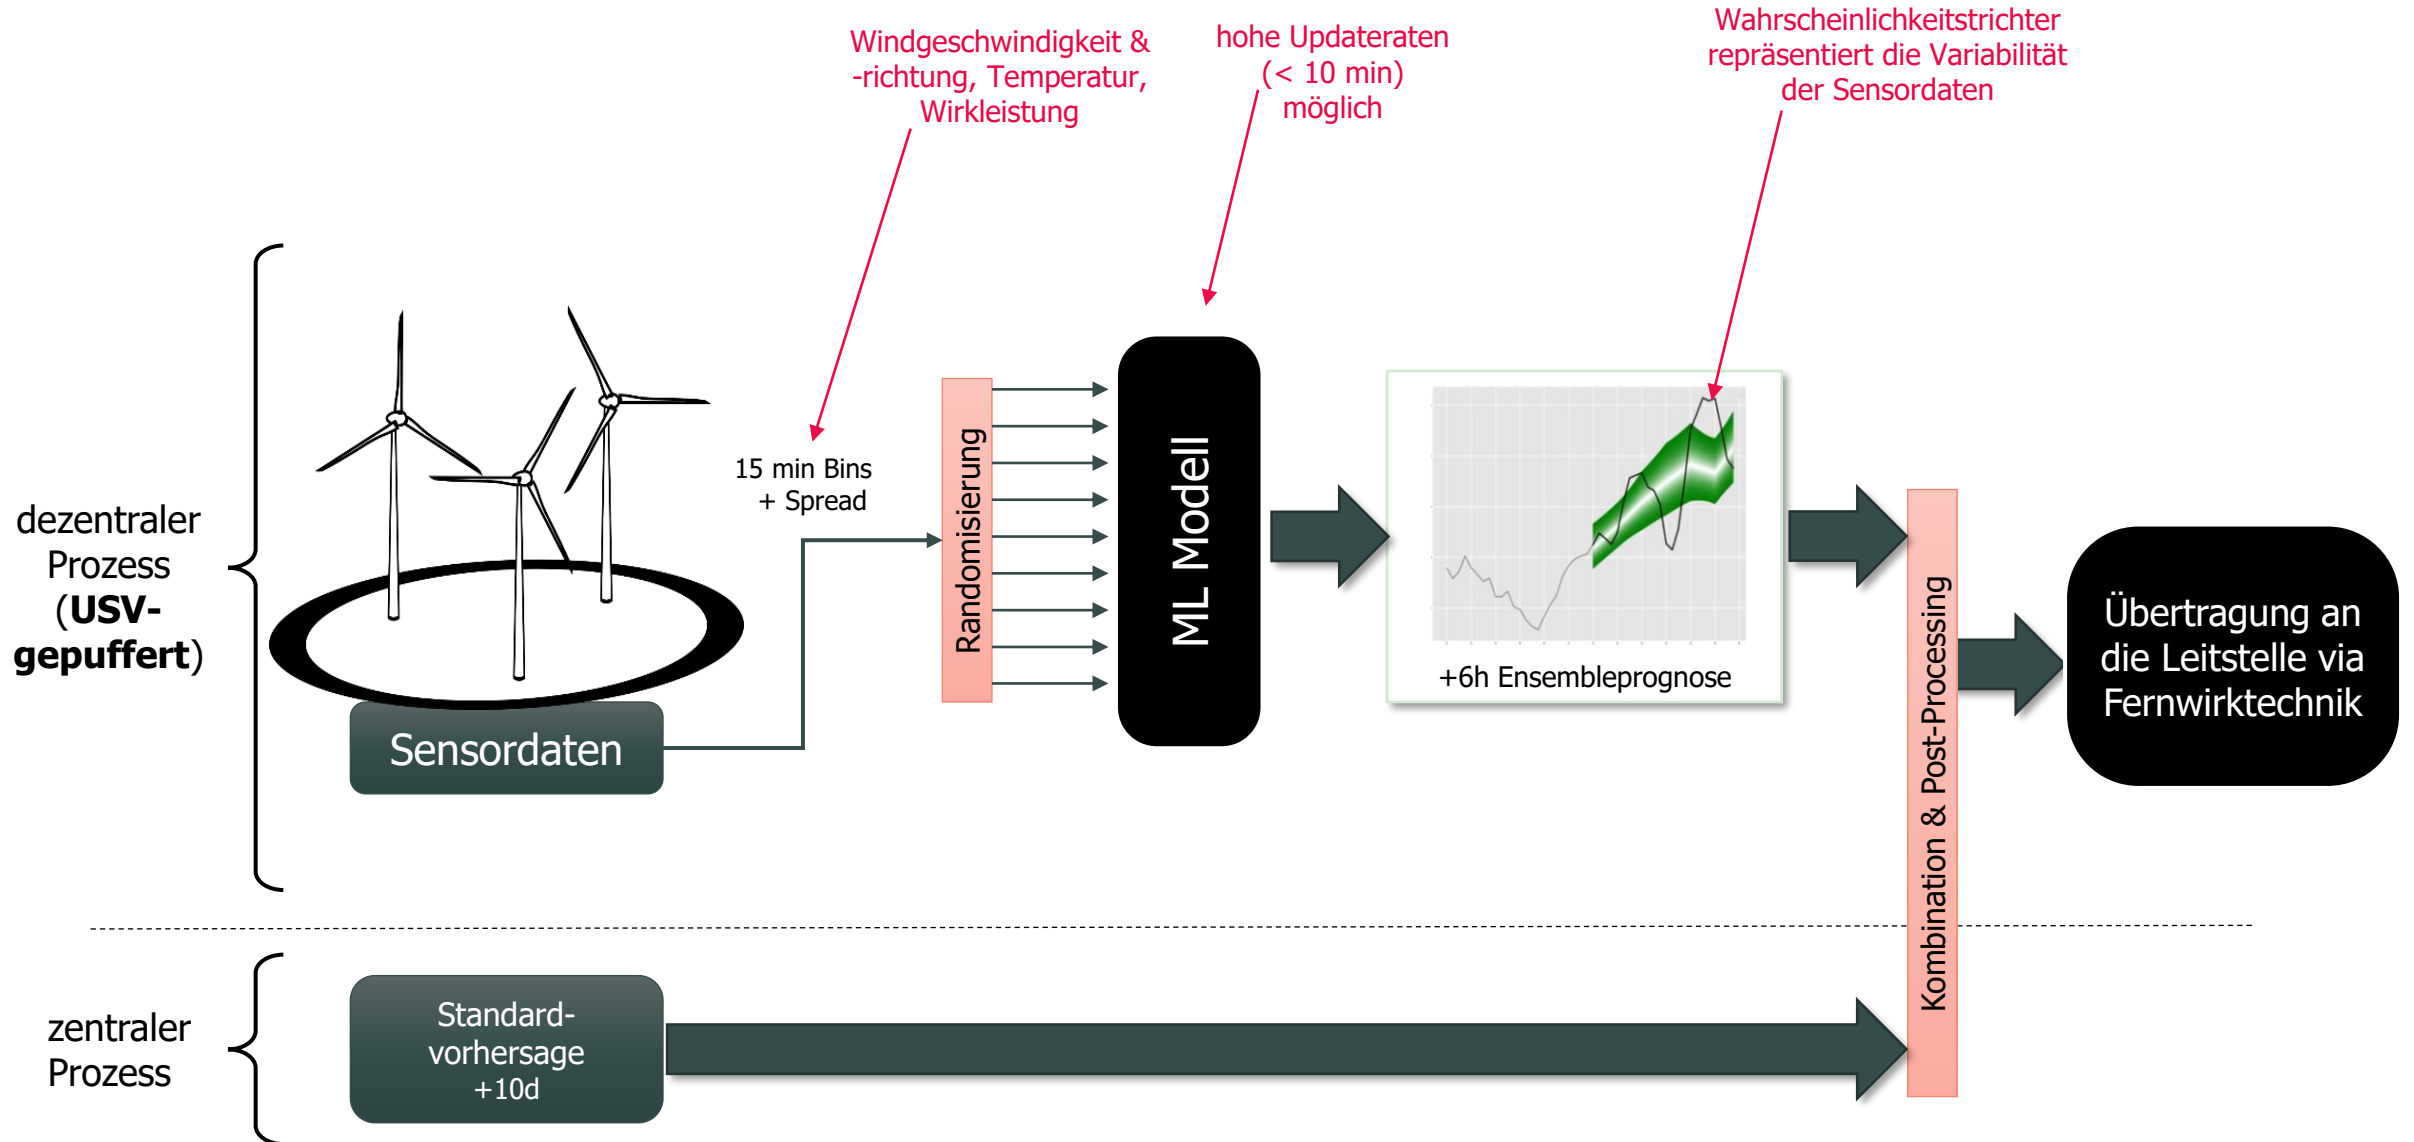 Windgeschwindigkeit &
-richtung, Temperatur,
Wirkleistung
hohe Updateraten
(< 10 min)
möglich
Wahrscheinlichkeitstrichter
repräsentiert die Variabilität
der Sensordaten
dezentraler
Prozess
(USV-
gepuffert)
Sensordaten
15 min Bins
+ Spread
Randomisierung
ML Modell
+6h Ensembleprognose
Kombination & Post-Processing
Übertragung an
die Leitstelle via
Fernwirktechnik
zentraler
Prozess
Standard-
vorhersage
+10d